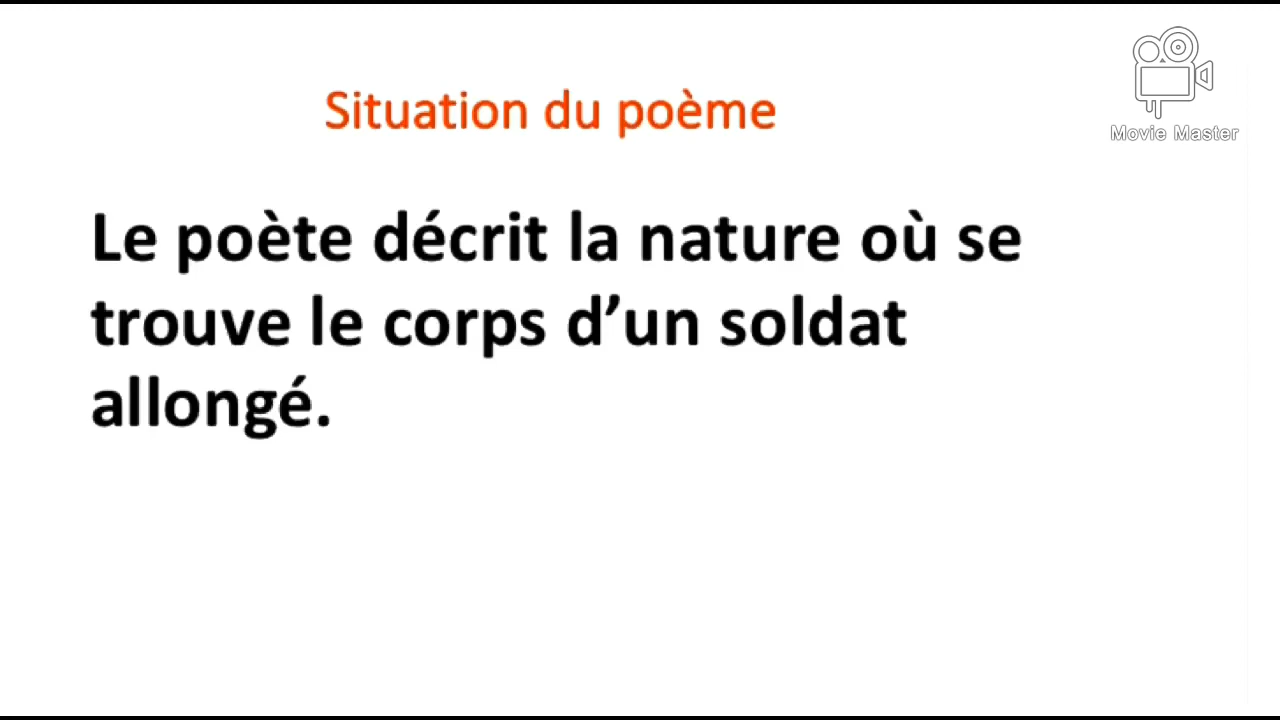 Movie Master
Situation du poème
Le poète décrit la nature où se
trouve le corps d’un soldat
allongé.